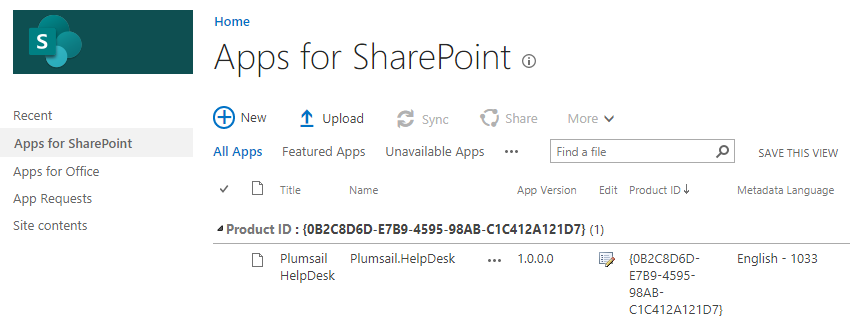 S
Home
Apps for SharePoint
Recent
Apps for SharePoint
Apps for Office
App Requests
Site contents
New Upload Sync Share More
All Apps Featured Apps Unavailable Apps ••• Find a file SAVE THIS VIEW
Title Name App Version Edit Product ID Metadata Language
Product ID : {0B2C8D6D-E7B9-4595-98AB-C1C412A121D7} (1)
Plumsail Plumsail.HelpDesk ••• 1.0.0.0 {0B2C8D6D- English - 1033
HelpDesk E7B9-4595-
98AB-
C1C412A121D7}